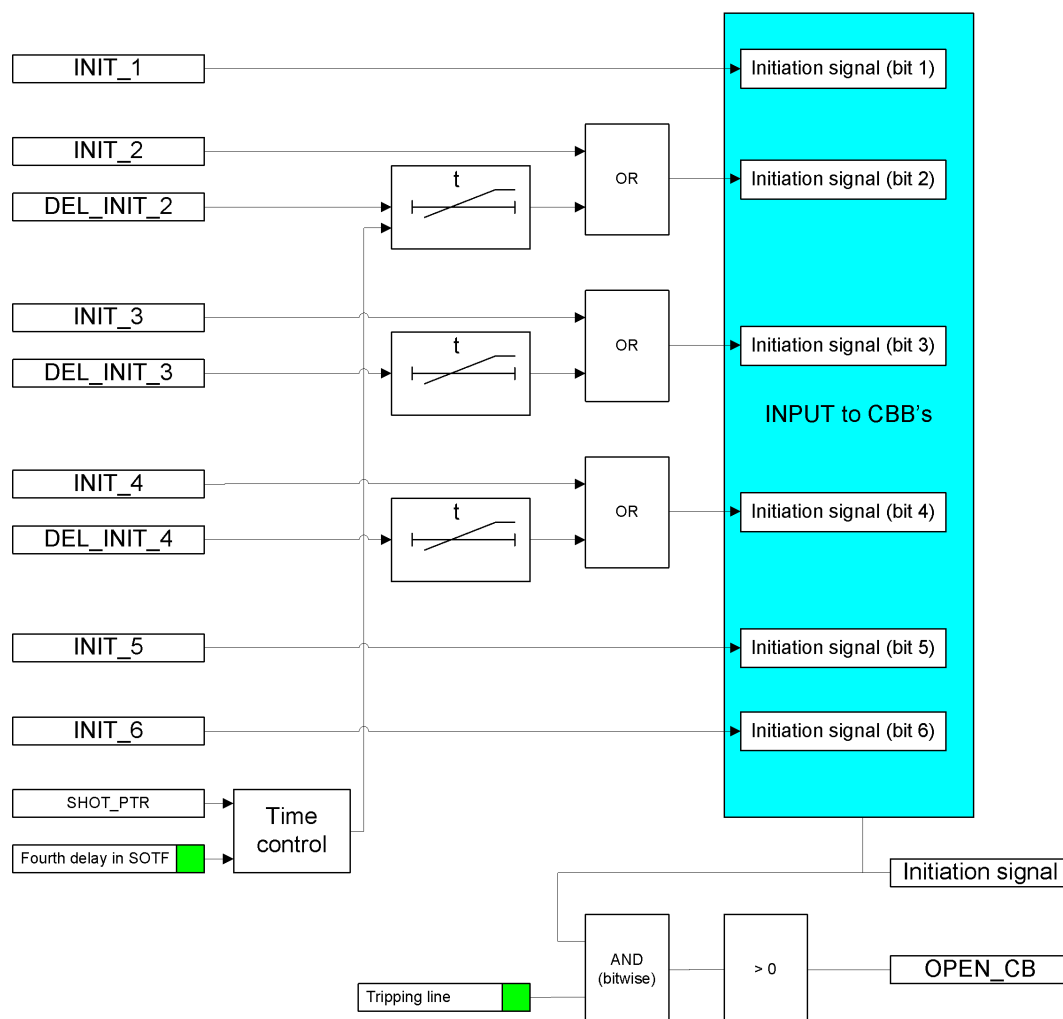 INIT_1
Initiation signal (bit 1)
INIT_2
OR
Initiation signal (bit 2)
t
DEL_INIT_2
INIT_3
OR
Initiation signal (bit 3)
t
DEL_INIT_3
INPUT to CBB's
INIT_4
OR
Initiation signal (bit 4)
t
DEL_INIT_4
INIT_5
Initiation signal (bit 5)
INIT_6
Initiation signal (bit 6)
SHOT_PTR
Time
control
Fourth delay in SOTF
Initiation signal
AND
(bitwise)
> 0
OPEN_CB
Tripping line